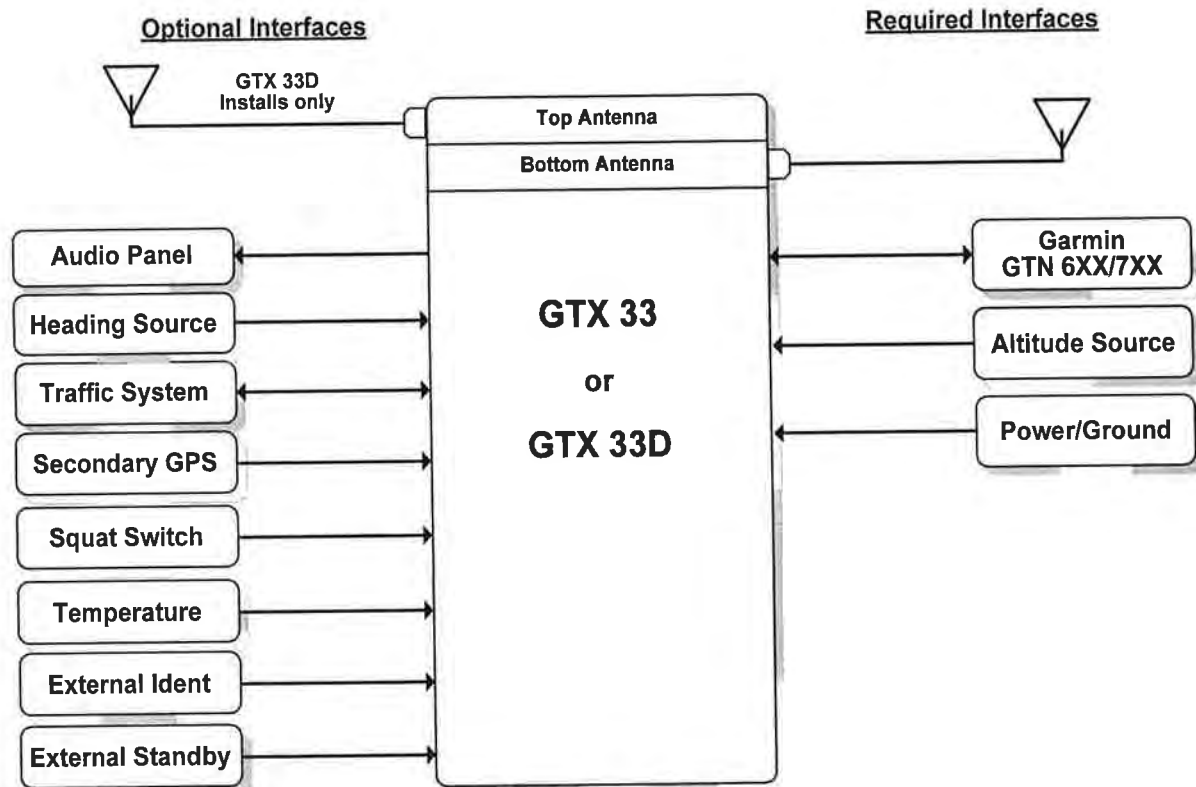 Optional Interfaces
Required Interfaces
GTX 33D
Installs only
Top Antenna
Bottom Antenna
Audio Panel
Heading Source
Traffic System
Secondary GPS
Squat Switch
Temperature
External Ident
External Standby
GTX 33
or
GTX 33D
Garmin
GTN 6XX/7XX
Altitude Source
Power/Ground